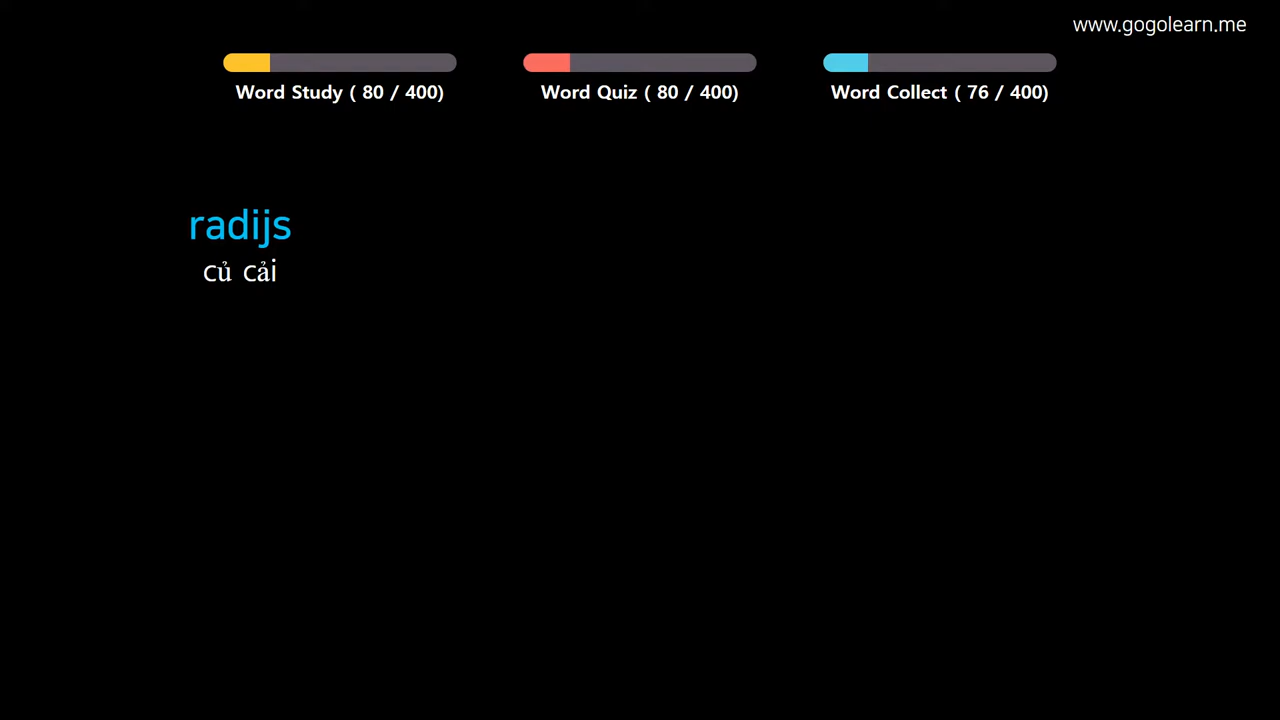 www.gogolearn.me
Word Study ( 80 / 400)
Word Quiz ( 80 / 400)
Word Collect ( 76 / 400)
radijs
củ cải